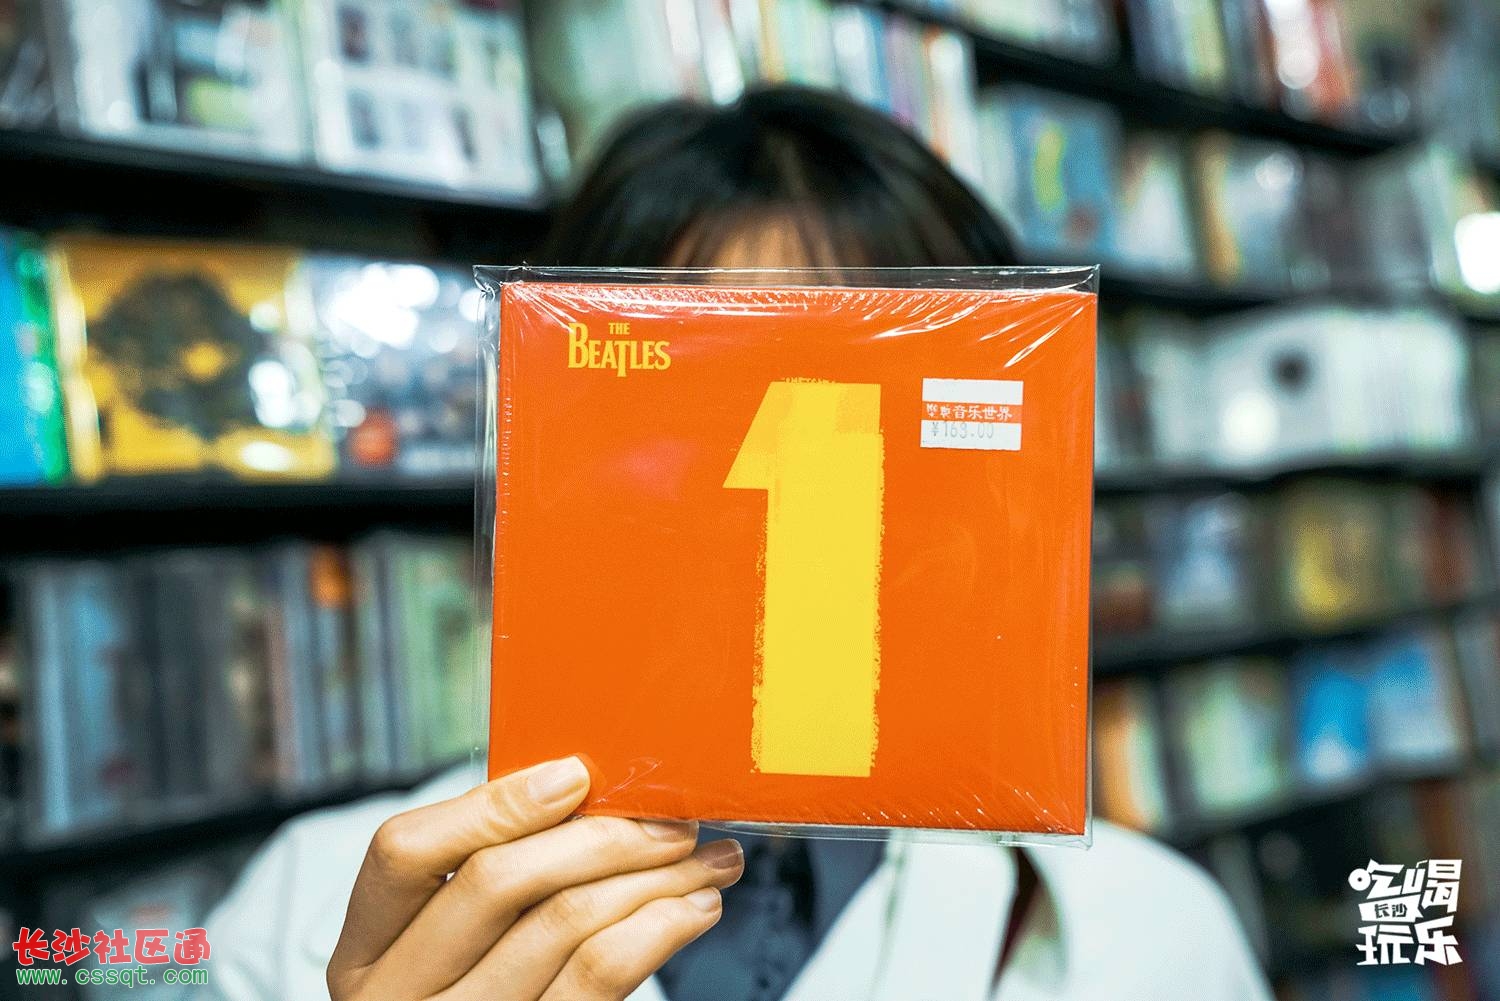 THE
BEATLES
1
音乐世界
¥163.00
吃喝
长沙
玩乐
长沙社区通
www.cssqt.com